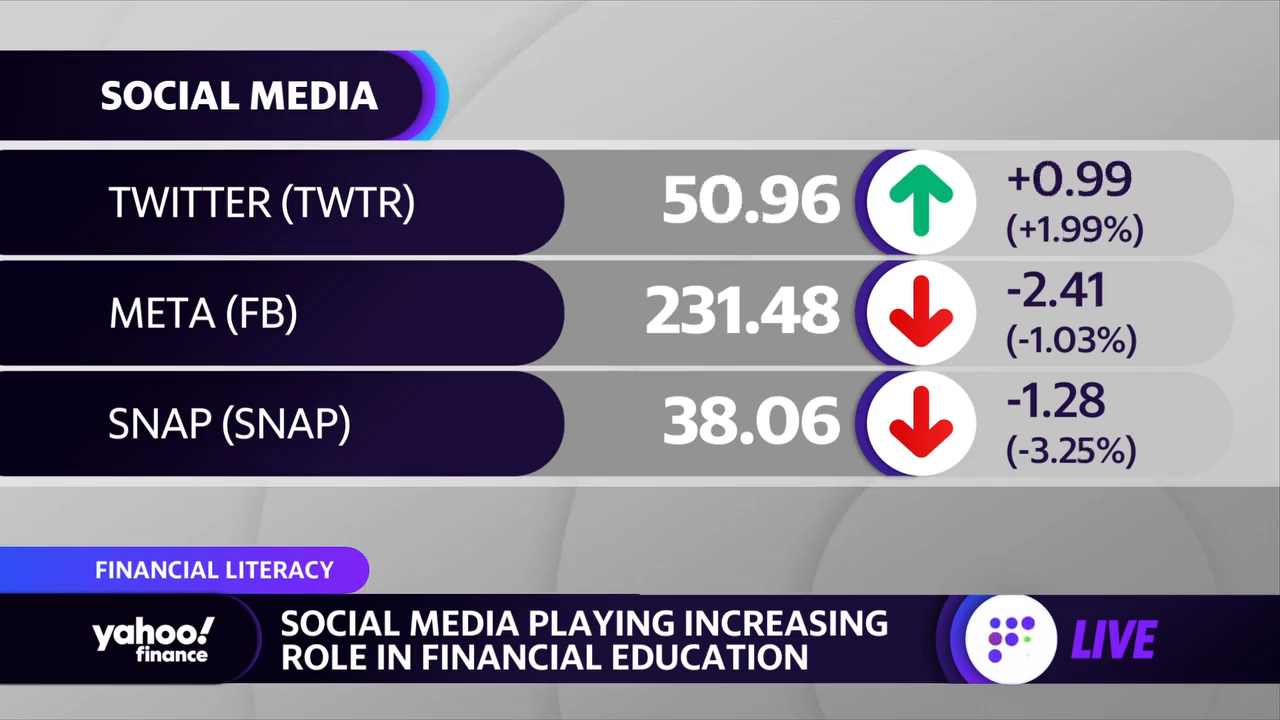 SOCIAL MEDIA
TWITTER (TWTR) 50.96 +0.99
(+1.99%)
META (FB) 231.48 -2.41
(-1.03%)
SNAP (SNAP) 38.06 -1.28
(-3.25%)
FINANCIAL LITERACY
yahoo!
finance
SOCIAL MEDIA PLAYING INCREASING
ROLE IN FINANCIAL EDUCATION
LIVE